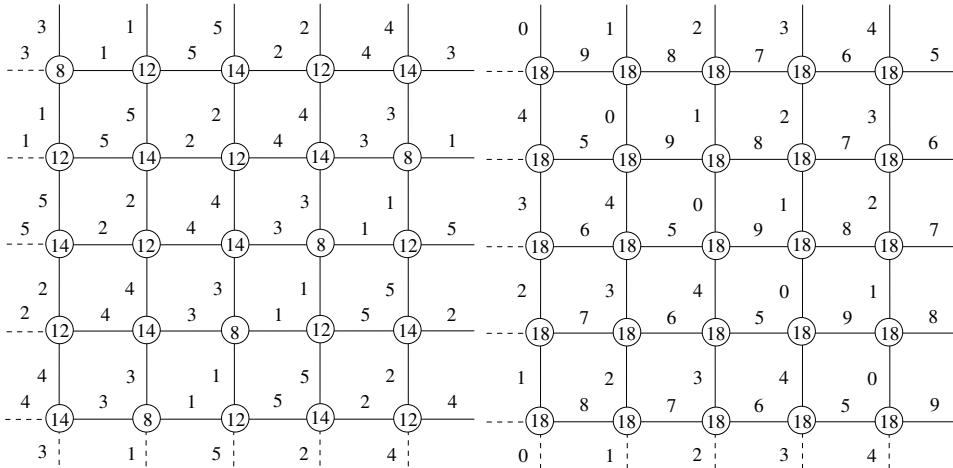 3 1 5 2 4
3 1 5 2 4 3
8 12 14 12 14
1 5 2 4 3
1 5 2 4 3 1
12 14 12 14 8
5 2 4 3 1
5 2 4 3 1 5
14 12 14 8 12
2 4 3 1 5
2 4 3 1 5 2
12 14 8 12 14
4 3 1 5 2
4 3 1 5 2 4
14 8 12 14 12
3 1 5 2 4
0 1 2 3 4
9 8 7 6 5
18 18 18 18 18
4 0 1 2 3
5 9 8 7 6
18 18 18 18 18
3 4 0 1 2
6 5 9 8 7
18 18 18 18 18
2 3 4 0 1
7 6 5 9 8
18 18 18 18 18
1 2 3 4 0
8 7 6 5 9
18 18 18 18 18
0 1 2 3 4